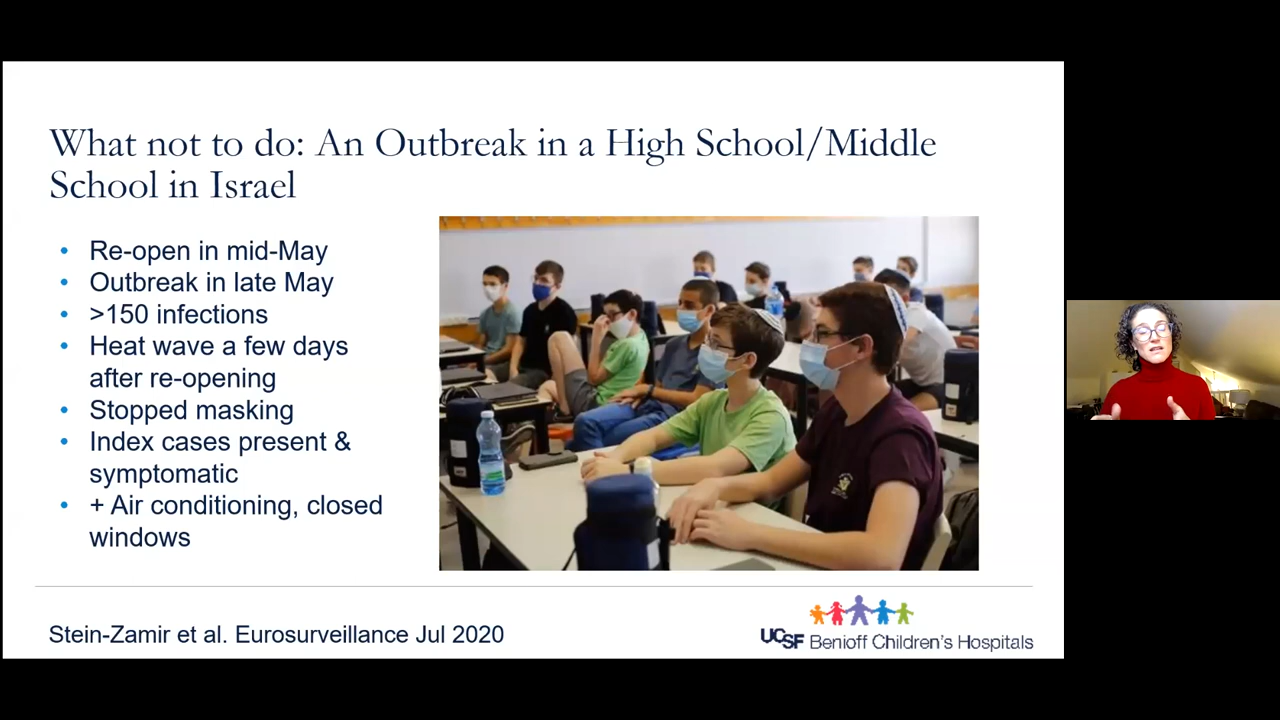 What not to do: An Outbreak in a High School/Middle
School in Israel
• Re-open in mid-May
• Outbreak in late May
• >150 infections
• Heat wave a few days
after re-opening
• Stopped masking
• Index cases present &
symptomatic
• + Air conditioning, closed
windows
Stein-Zamir et al. Eurosurveillance Jul 2020
UCSF Benioff Children's Hospitals